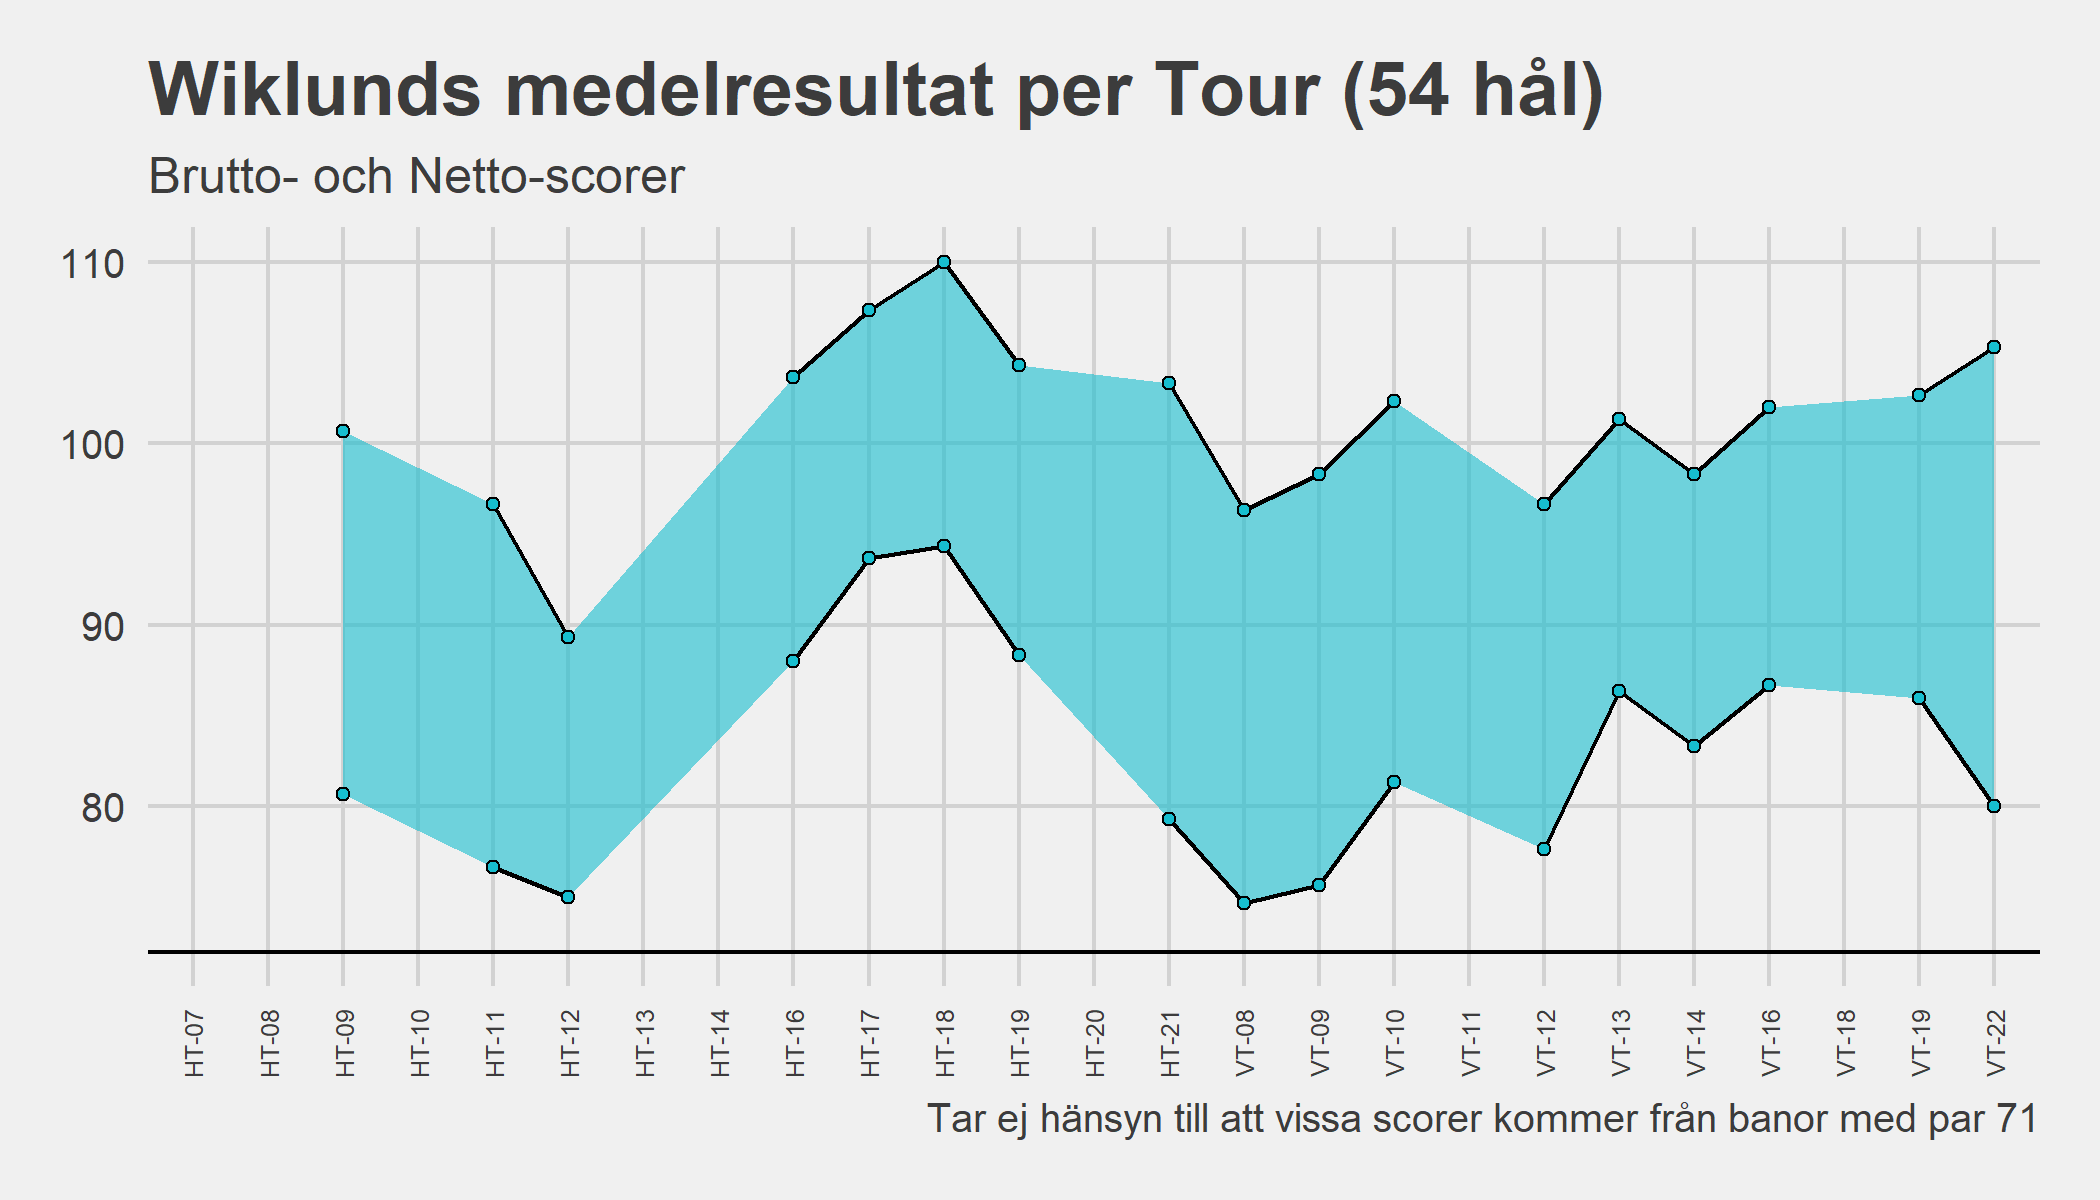 Wiklunds medelresultat per Tour (54 hål)
Brutto- och Netto-scorer
110
100
90
80
HT-07
HT-08
HT-09
HT-10
HT-11
HT-12
HT-13
HT-14
HT-16
HT-17
HT-18
HT-19
HT-20
HT-21
VT-08
VT-09
VT-10
VT-11
VT-12
VT-13
VT-14
VT-16
VT-18
VT-19
VT-22
Tar ej hänsyn till att vissa scorer kommer från banor med par 71